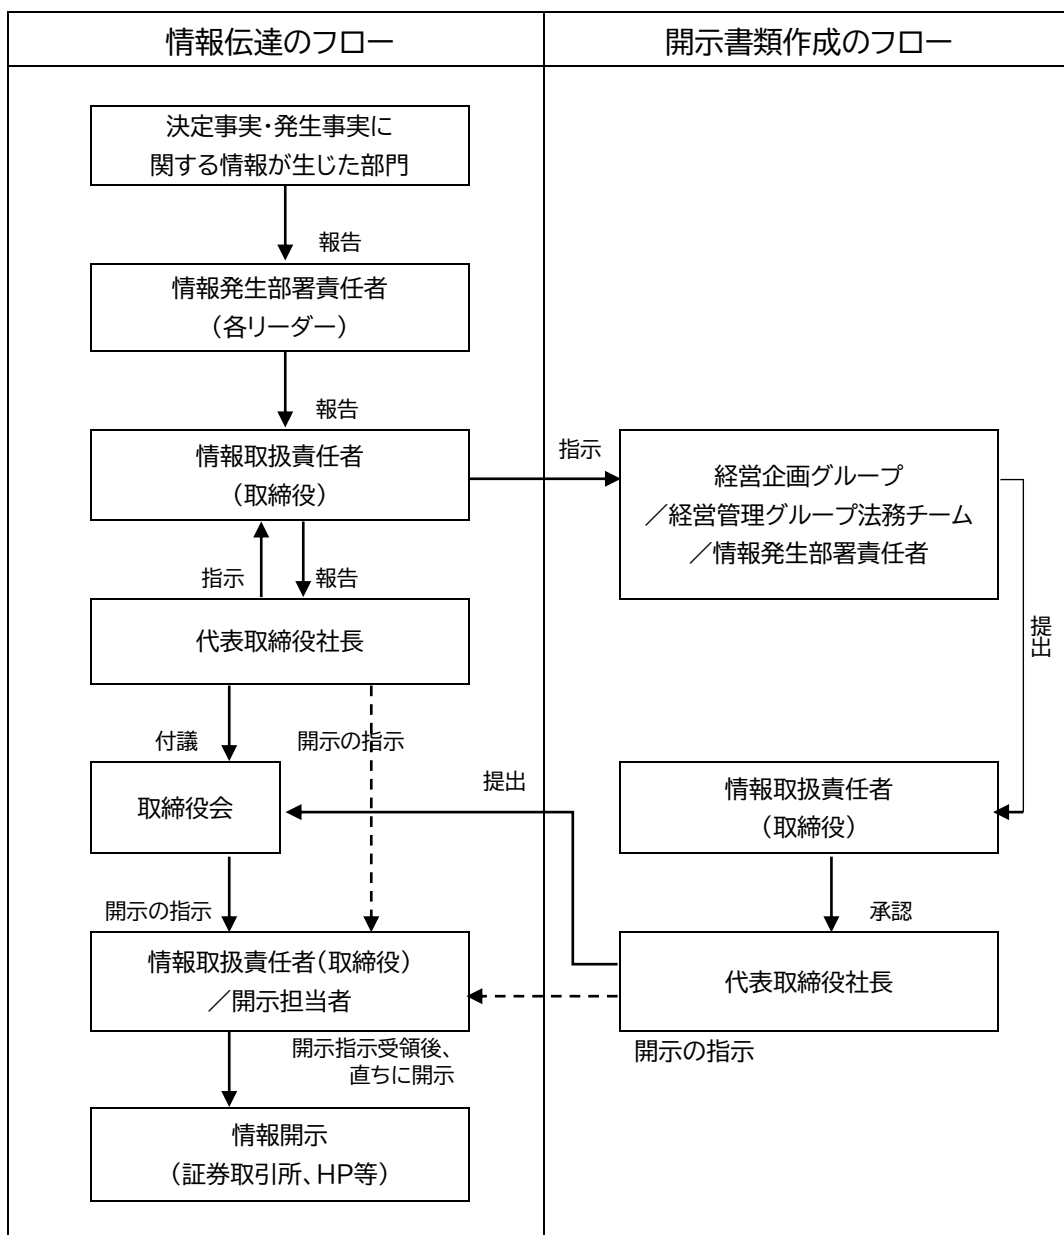 情報伝達のフロー
開示書類作成のフロー
決定事実・発生事実に
関する情報が生じた部門
報告
情報発生部署責任者
（各リーダー）
報告
情報取扱責任者
（取締役）
指示
経営企画グループ
／経営管理グループ法務チーム
／情報発生部署責任者
指示
報告
提出
代表取締役社長
付議
開示の指示
取締役会
提出
情報取扱責任者
（取締役）
開示の指示
承認
情報取扱責任者（取締役）
／開示担当者
代表取締役社長
開示指示受領後、
直ちに開示
開示の指示
情報開示
（証券取引所、HP等）